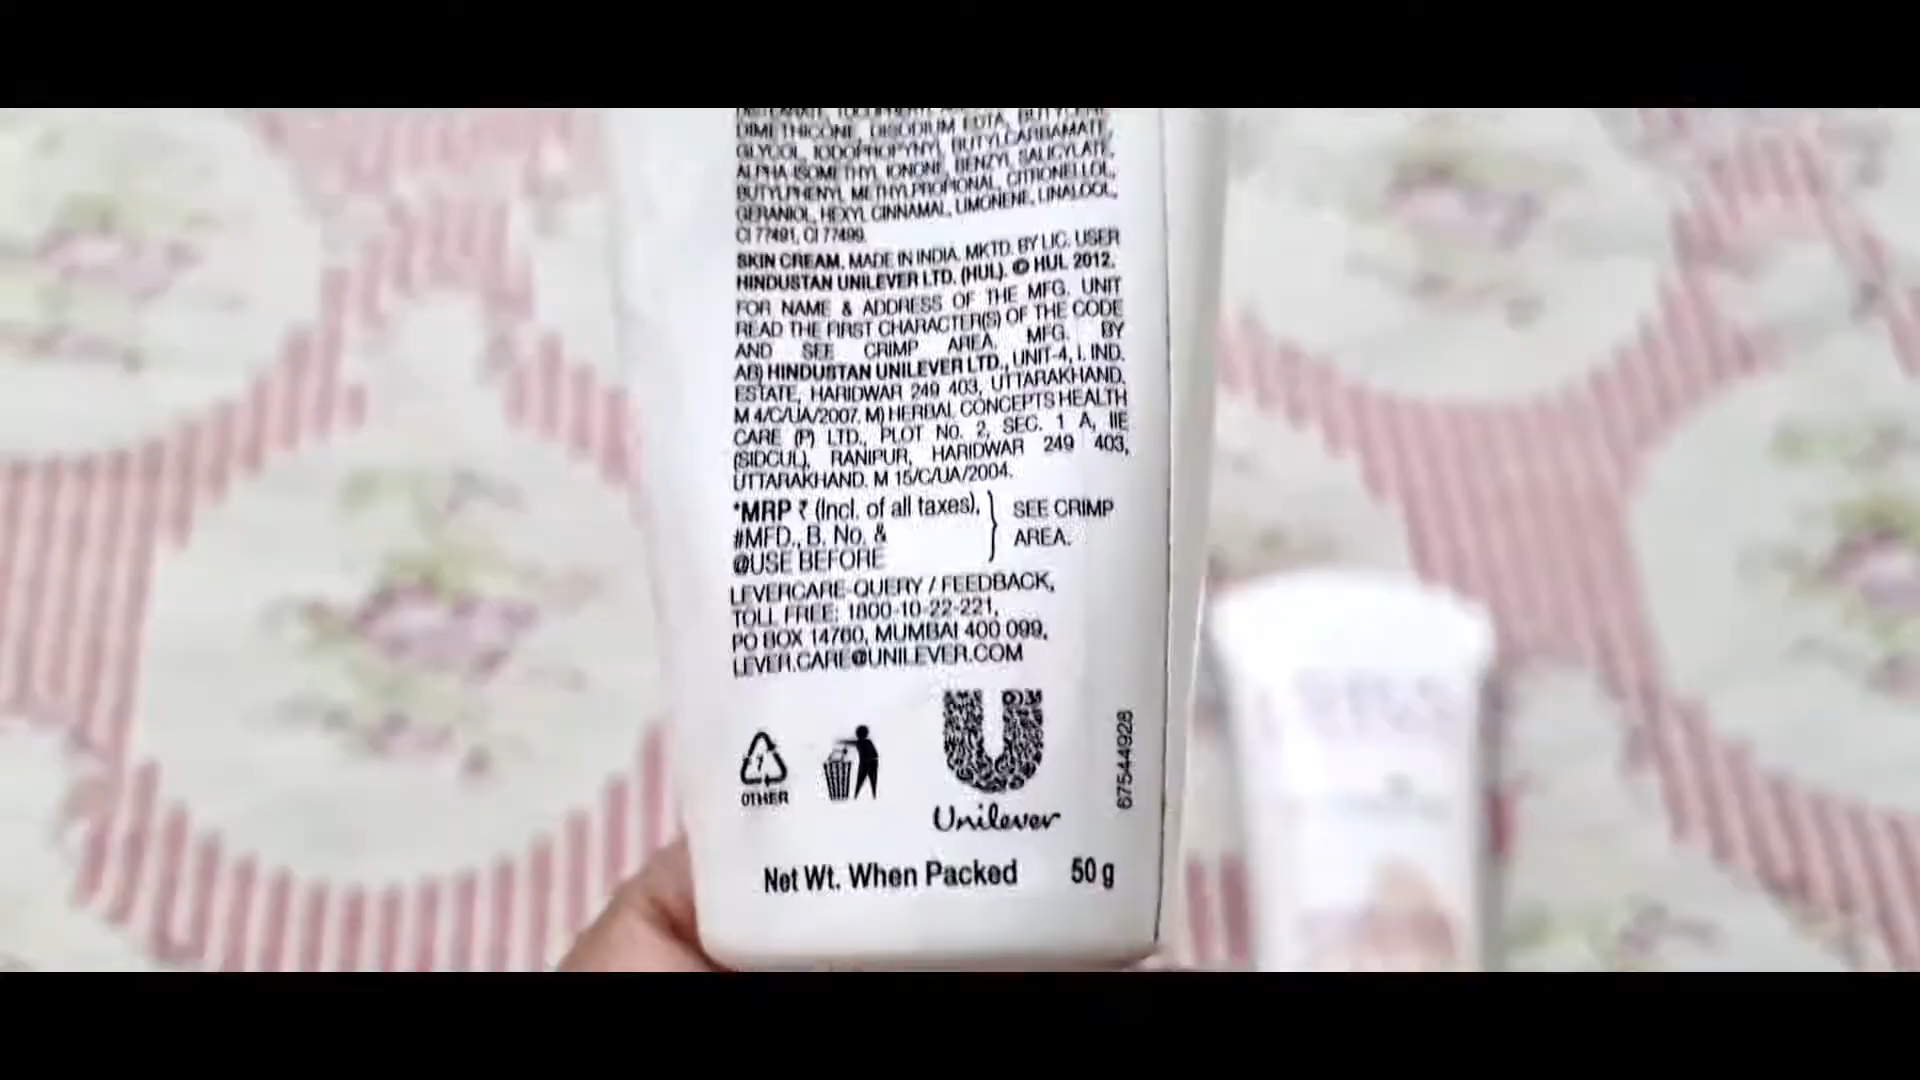 DIMETHICONE, DISODIUM EDTA, BUTYLENE
GLYCOL, IODOPROPYNYL BUTYLCARBAMATE,
ALPHA-ISOMETHYL IONONE, BENZYL SALICYLATE,
BUTYLPHENYL METHYLPROPIONAL, CITRONELLOL,
GERANIOL, HEXYL CINNAMAL, LIMONENE, LINALOOL,
CI 77491, CI 77499.
SKIN CREAM. MADE IN INDIA. MKTD. BY LIC. USER
HINDUSTAN UNILEVER LTD. (HUL). © HUL 2012.
FOR NAME & ADDRESS OF THE MFG. UNIT
READ THE FIRST CHARACTER(S) OF THE CODE
AND SEE CRIMP AREA. MFG. BY
AB) HINDUSTAN UNILEVER LTD., UNIT-4, I. IND.
ESTATE, HARIDWAR 249 403, UTTARAKHAND.
M 4/C/UA/2007. M) HERBAL CONCEPTS HEALTH
CARE (P) LTD., PLOT No. 2, SEC. 1 A, IIE
(SIDCUL), RANIPUR, HARIDWAR 249 403,
UTTARAKHAND. M 15/C/UA/2004.
*MRP ₹ (Incl. of all taxes), SEE CRIMP
#MFD., B. No. & AREA.
@USE BEFORE
LEVERCARE-QUERY / FEEDBACK,
TOLL FREE: 1800-10-22-221,
PO BOX 14760, MUMBAI 400 099,
LEVER.CARE@UNILEVER.COM
OTHER
Unilever
67544928
Net Wt. When Packed 50 g